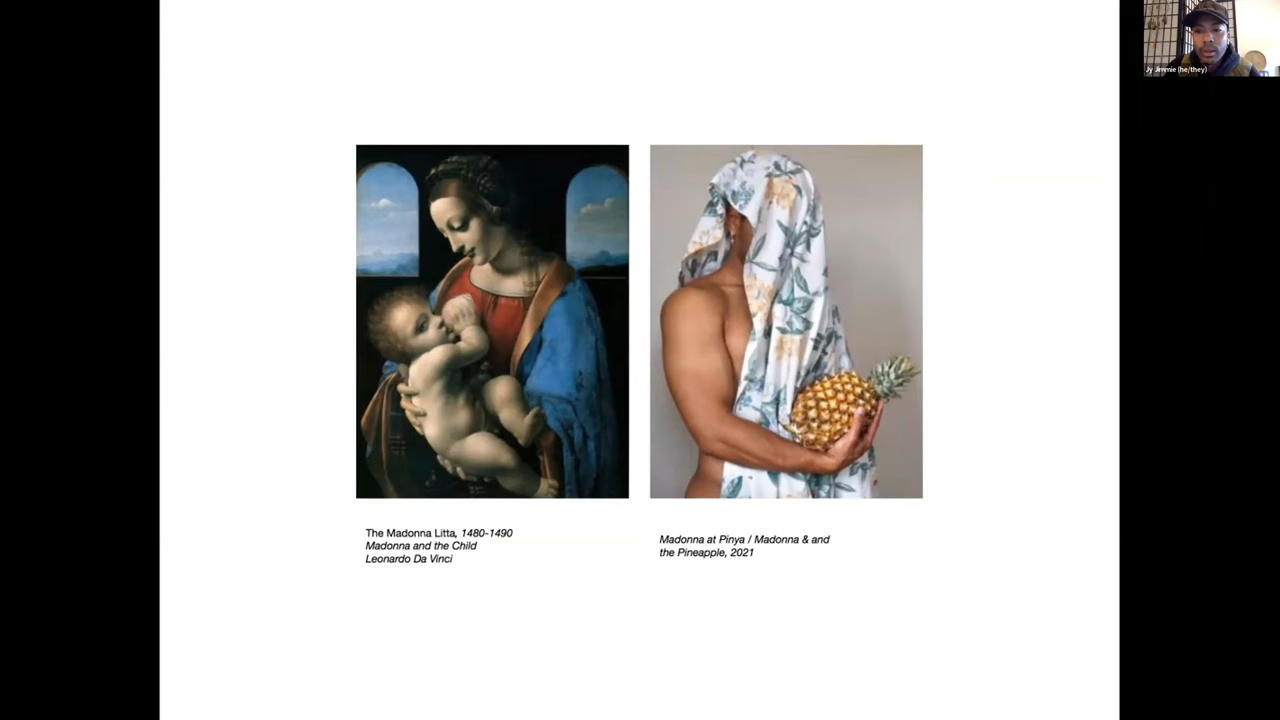 Jy Jimmie (he/they)
The Madonna Litta, 1480-1490
Madonna and the Child
Leonardo Da Vinci
Madonna at Pinya / Madonna & and
the Pineapple, 2021